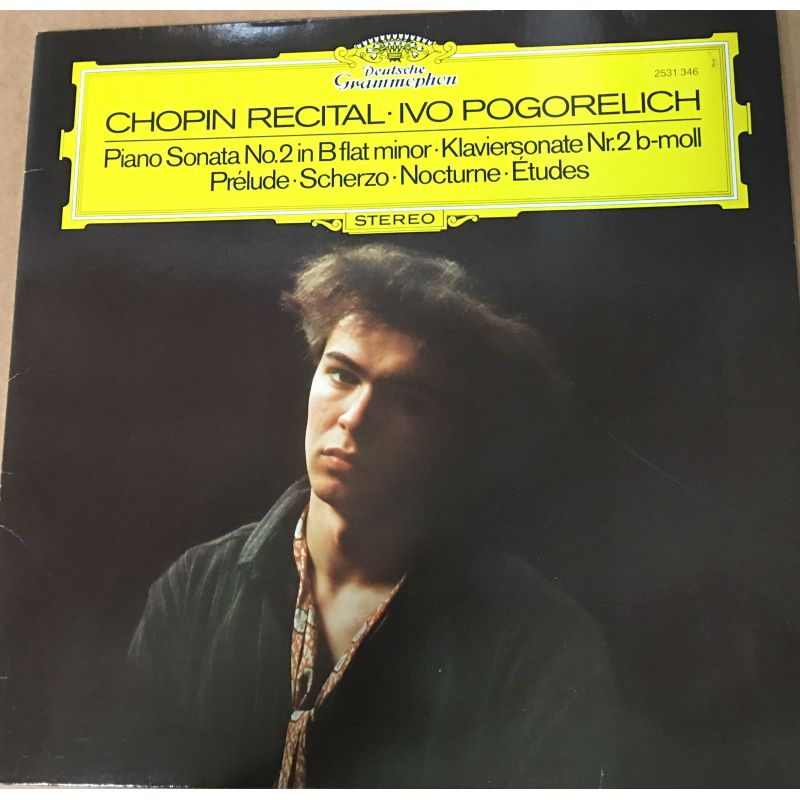 Deutsche
Grammophon
2531 346
CHOPIN RECITAL · IVO POGORELICH
Piano Sonata No.2 in B flat minor · Klaviersonate Nr.2 b-moll
Prélude · Scherzo · Nocturne · Études
STEREO